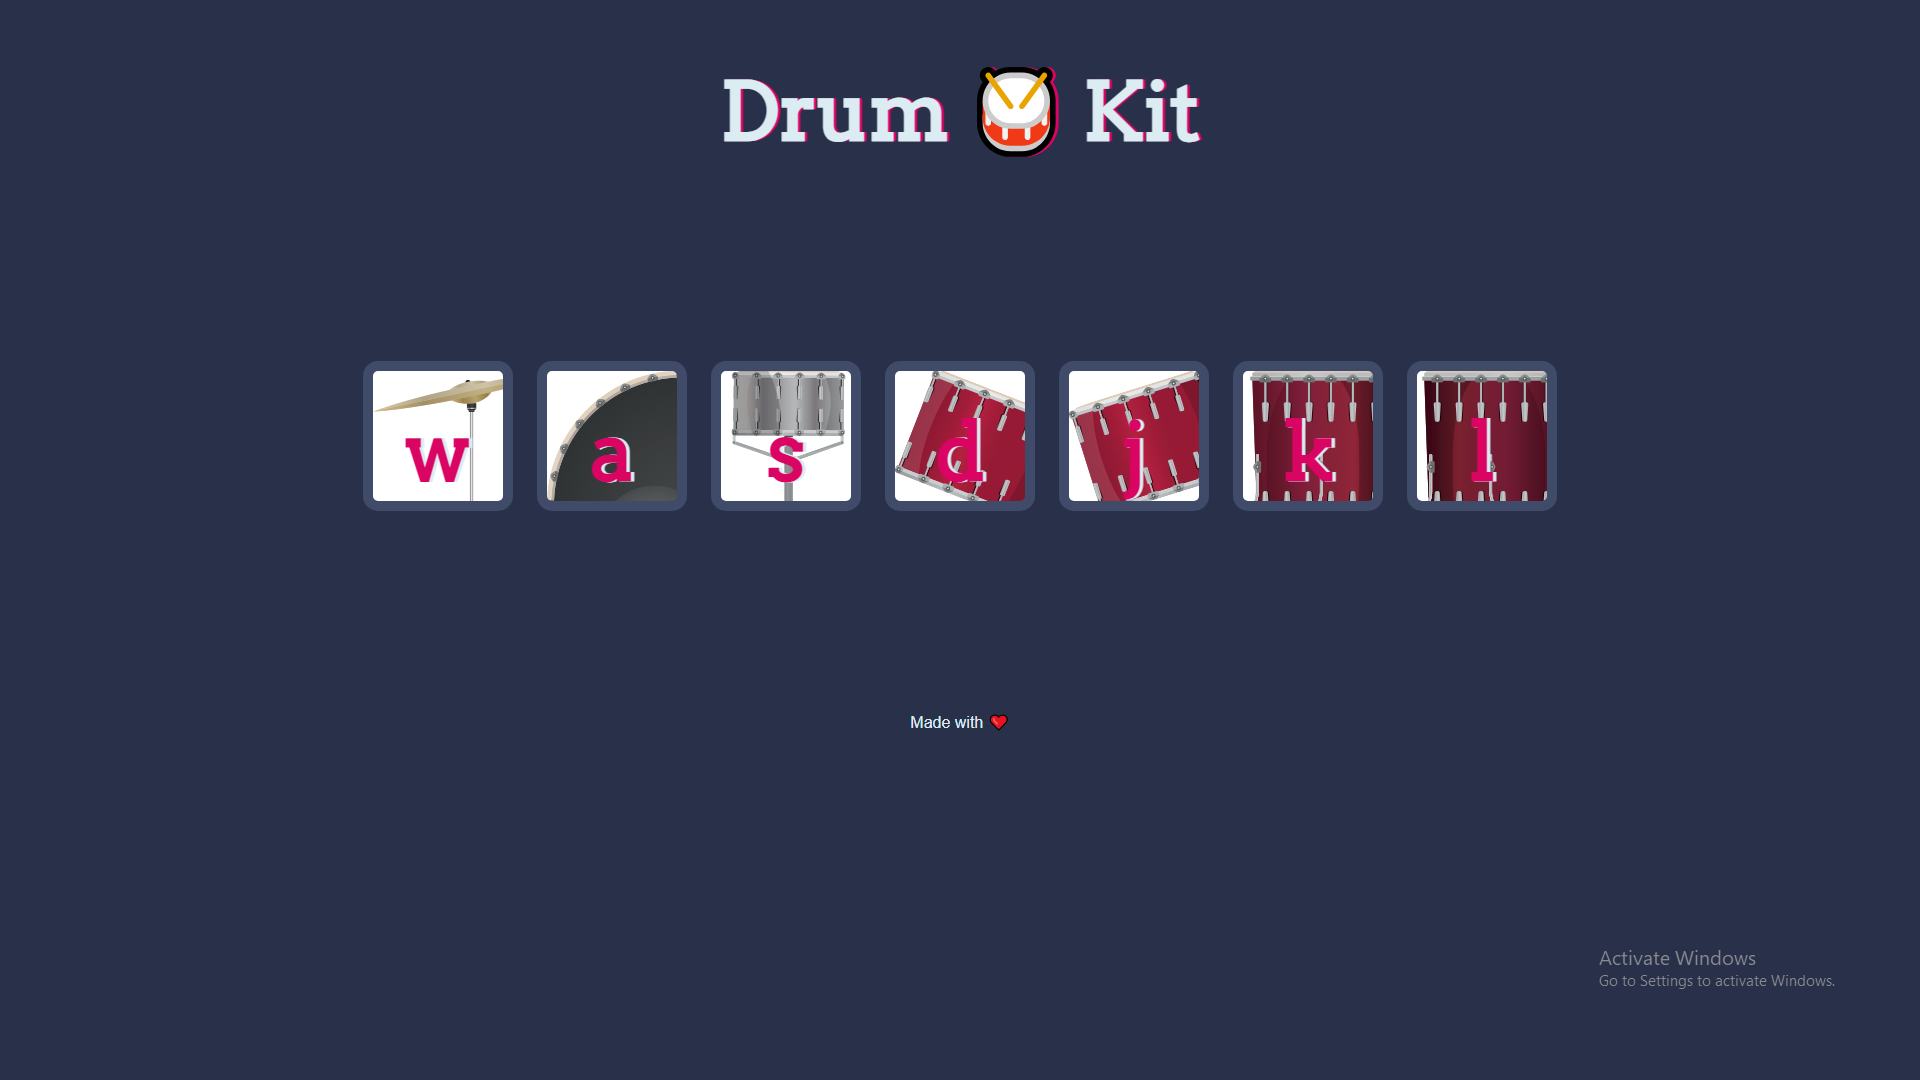 Drum Kit
w a s d j k l
Made with
Activate Windows
Go to Settings to activate Windows.